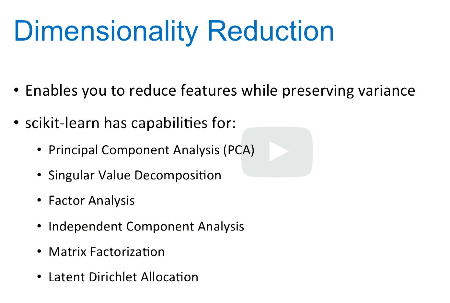 Dimensionality Reduction
• Enables you to reduce features while preserving variance
• scikit-learn has capabilities for:
• Principal Component Analysis (PCA)
• Singular Value Decomposition
• Factor Analysis
• Independent Component Analysis
• Matrix Factorization
• Latent Dirichlet Allocation